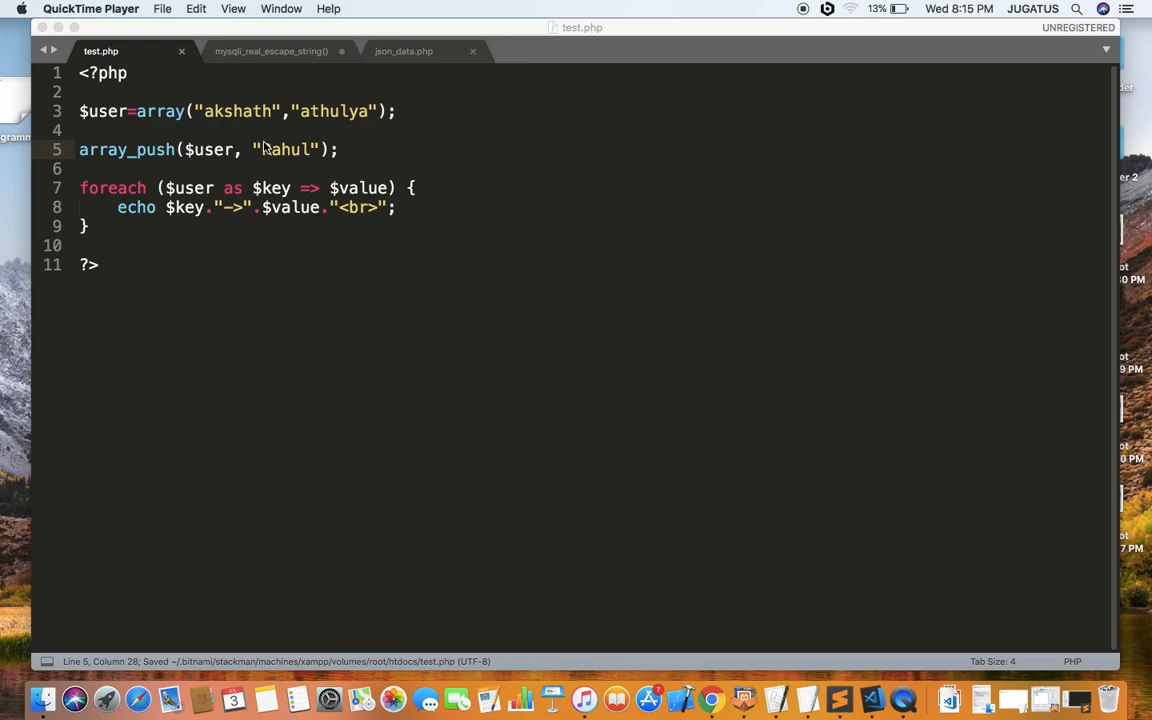 QuickTime Player File Edit View Window Help 13% Wed 8:15 PM JUGATUS
test.php UNREGISTERED
test.php mysqli_real_escape_string() json_data.php
1 <?php
2
3 $user=array("akshath","athulya");
4
5 array_push($user, "Rahul");
6
7 foreach ($user as $key => $value) {
8 echo $key."->".$value."<br>";
9 }
10
11 ?>
Line 5, Column 28; Saved ~/.bitnami/stackman/machines/xampp/volumes/root/htdocs/test.php (UTF-8) Tab Size: 4 PHP